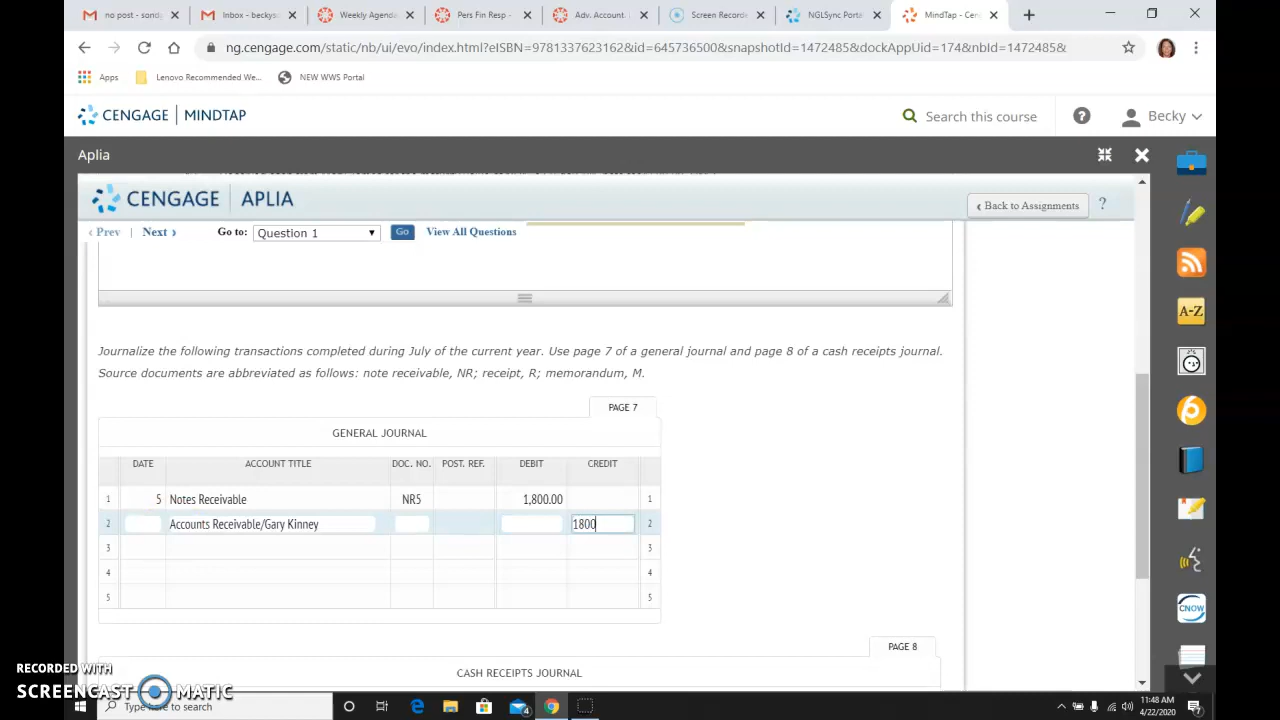 no post - sond
Inbox - beckys
Weekly Agenda
Pers Fin Resp -
Adv. Account.
Screen Recorde
NGLSync Porta
MindTap - Cen
ng.cengage.com/static/nb/ui/evo/index.html?eISBN=9781337623162&id=645736500&snapshotId=1472485&dockAppUid=174&nbId=1472485&
Apps
Lenovo Recommended We...
NEW WWS Portal
CENGAGE | MINDTAP
Search this course
?
Becky
Aplia
CENGAGE | APLIA
‹ Back to Assignments
?
‹ Prev | Next ›
Go to: Question 1
Go
View All Questions
Journalize the following transactions completed during July of the current year. Use page 7 of a general journal and page 8 of a cash receipts journal.
Source documents are abbreviated as follows: note receivable, NR; receipt, R; memorandum, M.
PAGE 7
GENERAL JOURNAL
DATE ACCOUNT TITLE DOC. NO. POST. REF. DEBIT CREDIT
1 5 Notes Receivable NR5 1,800.00 1
2 Accounts Receivable/Gary Kinney 1800 2
3 3
4 4
5 5
PAGE 8
CASH RECEIPTS JOURNAL
A-Z
CNOW
RECORDED WITH
SCREENCAST MATIC
Type here to search
4
11:48 AM
4/22/2020
7